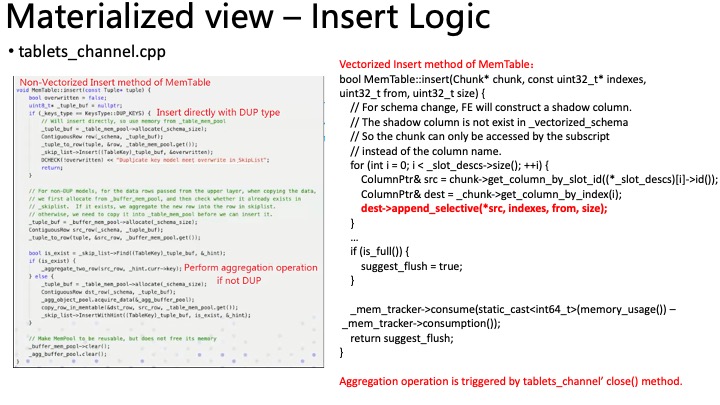 Materialized view – Insert Logic
• tablets_channel.cpp
Non-Vectorized Insert method of MemTable
void MemTable::insert(const Tuple* tuple) {
bool overwritten = false;
uint8_t* _tuple_buf = nullptr;
if (_keys_type == KeysType::DUP_KEYS) {
Insert directly with DUP type
// Will insert directly, so use memory from _table_mem_pool
_tuple_buf = _table_mem_pool->allocate(_schema_size);
ContiguousRow row(_schema, _tuple_buf);
_tuple_to_row(tuple, &row, _table_mem_pool.get());
_skip_list->Insert((TableKey)_tuple_buf, &overwritten);
DCHECK(!overwritten) << "Duplicate key model meet overwrite in SkipList";
return;
}
// For non-DUP models, for the data rows passed from the upper layer, when copying the data,
// we first allocate from _buffer_mem_pool, and then check whether it already exists in
// _skiplist.  If it exists, we aggregate the new row into the row in skiplist.
// otherwise, we need to copy it into _table_mem_pool before we can insert it.
_tuple_buf = _buffer_mem_pool->allocate(_schema_size);
ContiguousRow src_row(_schema, _tuple_buf);
_tuple_to_row(tuple, &src_row, _buffer_mem_pool.get());
bool is_exist = _skip_list->Find((TableKey)_tuple_buf, &_hint);
if (is_exist) {
_aggregate_two_row(src_row, _hint.curr->key);
Perform aggregation operation
if not DUP
} else {
_tuple_buf = _table_mem_pool->allocate(_schema_size);
ContiguousRow dst_row(_schema, _tuple_buf);
_agg_object_pool.acquire_data(&_agg_buffer_pool);
copy_row_in_memtable(&dst_row, src_row, _table_mem_pool.get());
_skip_list->InsertWithHint((TableKey)_tuple_buf, is_exist, &_hint);
}
// Make MemPool to be reusable, but does not free its memory
_buffer_mem_pool->clear();
_agg_buffer_pool.clear();
}
Vectorized Insert method of MemTable：
bool MemTable::insert(Chunk* chunk, const uint32_t* indexes,
uint32_t from, uint32_t size) {
// For schema change, FE will construct a shadow column.
// The shadow column is not exist in _vectorized_schema
// So the chunk can only be accessed by the subscript
// instead of the column name.
for (int i = 0; i < _slot_descs->size(); ++i) {
ColumnPtr& src = chunk->get_column_by_slot_id((*_slot_descs)[i]->id());
ColumnPtr& dest = _chunk->get_column_by_index(i);
dest->append_selective(*src, indexes, from, size);
}
…
if (is_full()) {
suggest_flush = true;
}
_mem_tracker->consume(static_cast<int64_t>(memory_usage()) –
_mem_tracker->consumption());
return suggest_flush;
}
Aggregation operation is triggered by tablets_channel’ close() method.